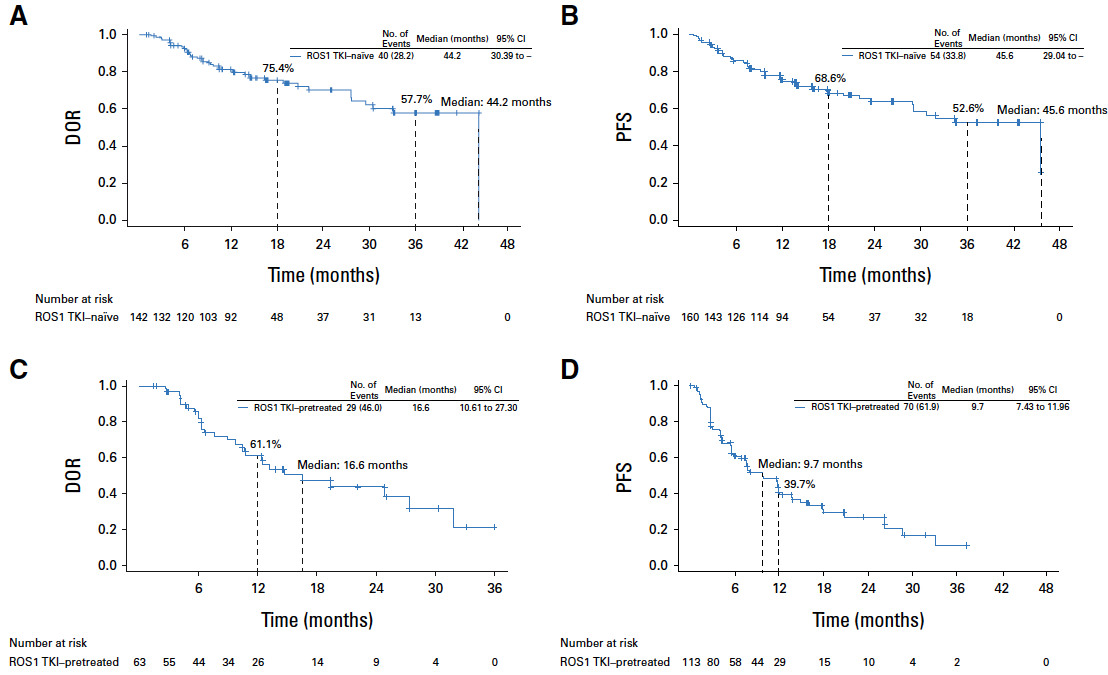 A
No. of
Events Median (months) 95% CI
ROS1 TKI–naïve 40 (28.2) 44.2 30.39 to –
1.0
0.8
0.6
0.4
0.2
0.0
DOR
75.4%
57.7%
Median: 44.2 months
6 12 18 24 30 36 42 48
Time (months)
Number at risk
ROS1 TKI–naïve 142 132 120 103 92 48 37 31 13 0
B
No. of
Events Median (months) 95% CI
ROS1 TKI–naïve 54 (33.8) 45.6 29.04 to –
1.0
0.8
0.6
0.4
0.2
0.0
PFS
68.6%
52.6%
Median: 45.6 months
6 12 18 24 30 36 42 48
Time (months)
Number at risk
ROS1 TKI–naïve 160 143 126 114 94 54 37 32 18 0
C
No. of
Events Median (months) 95% CI
ROS1 TKI–pretreated 29 (46.0) 16.6 10.61 to 27.30
1.0
0.8
0.6
0.4
0.2
0.0
DOR
61.1%
Median: 16.6 months
6 12 18 24 30 36
Time (months)
Number at risk
ROS1 TKI–pretreated 63 55 44 34 26 14 9 4 0
D
No. of
Events Median (months) 95% CI
ROS1 TKI–pretreated 70 (61.9) 9.7 7.43 to 11.96
1.0
0.8
0.6
0.4
0.2
0.0
PFS
Median: 9.7 months
39.7%
6 12 18 24 30 36 42 48
Time (months)
Number at risk
ROS1 TKI–pretreated 113 80 58 44 29 15 10 4 2 0